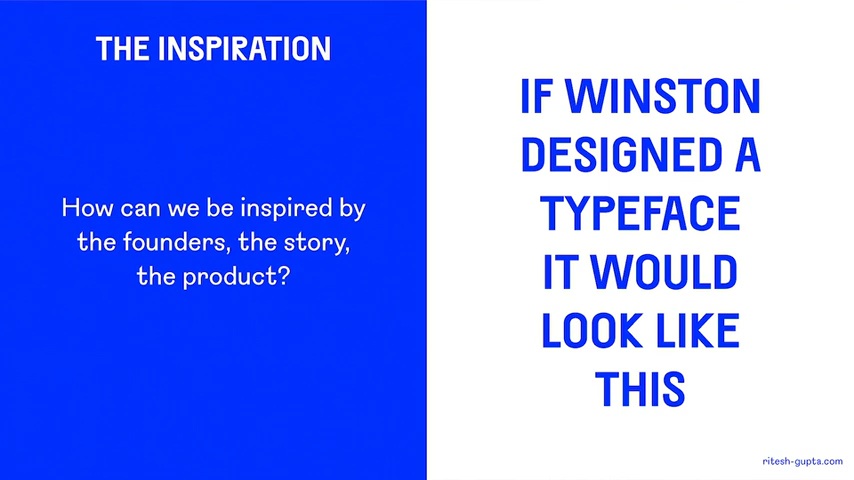 THE INSPIRATION
How can we be inspired by
the founders, the story,
the product?
IF WINSTON
DESIGNED A
TYPEFACE
IT WOULD
LOOK LIKE
THIS
ritesh-gupta.com